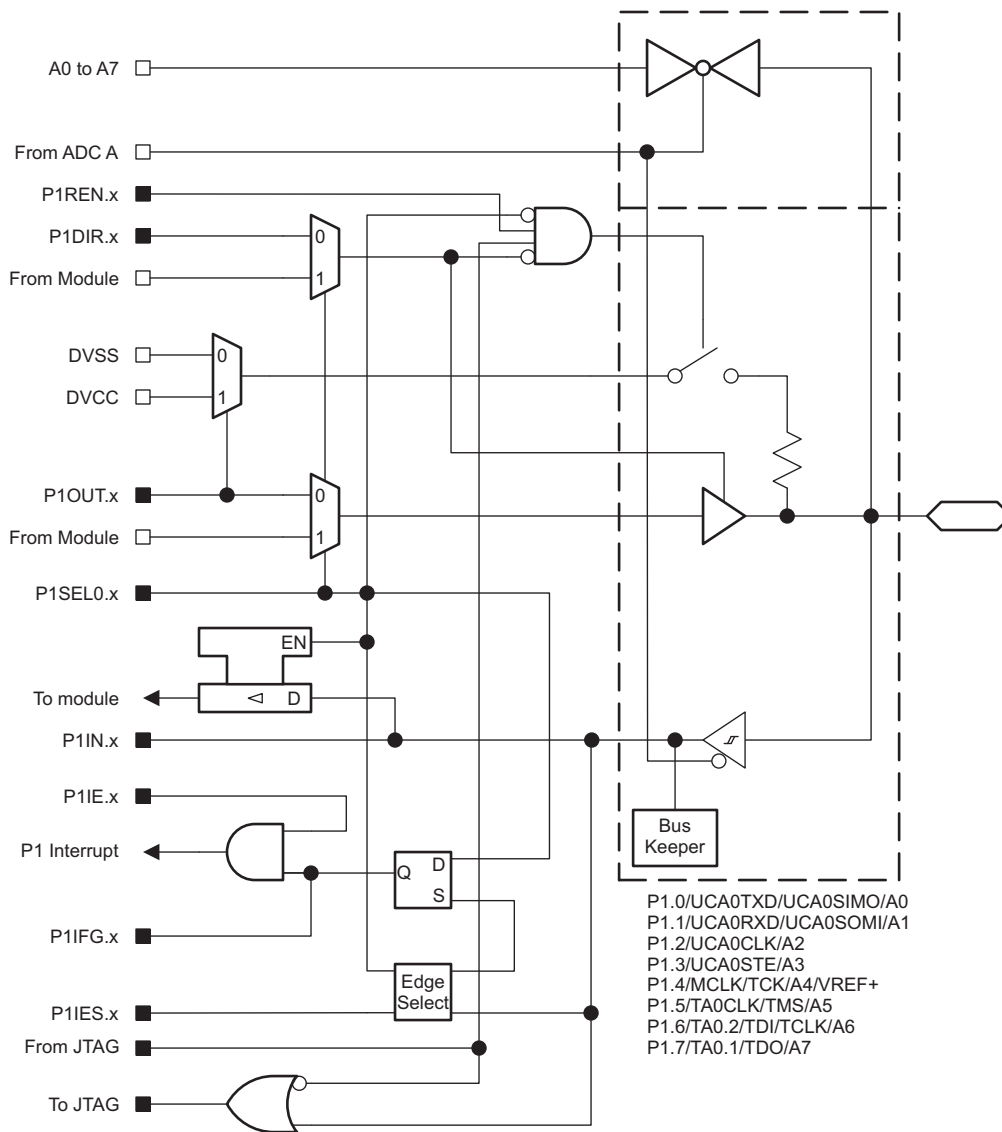 A0 to A7
From ADC A
P1REN.x
P1DIR.x
0
From Module
1
DVSS
0
DVCC
1
P1OUT.x
0
From Module
1
P1SEL0.x
EN
To module
D
P1IN.x
P1IE.x
Bus
Keeper
P1 Interrupt
Q
D
S
P1IFG.x
Edge
Select
P1IES.x
From JTAG
To JTAG
P1.0/UCA0TXD/UCA0SIMO/A0
P1.1/UCA0RXD/UCA0SOMI/A1
P1.2/UCA0CLK/A2
P1.3/UCA0STE/A3
P1.4/MCLK/TCK/A4/VREF+
P1.5/TA0CLK/TMS/A5
P1.6/TA0.2/TDI/TCLK/A6
P1.7/TA0.1/TDO/A7